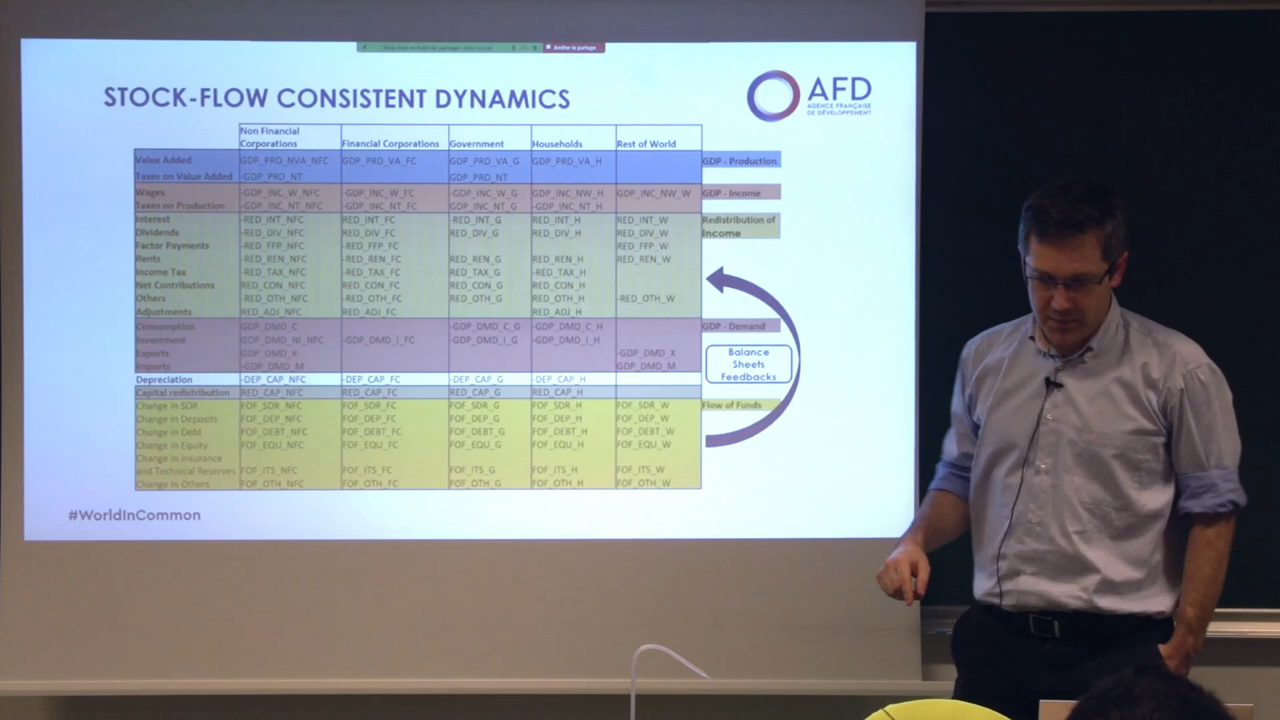 Arrêter le partage
STOCK-FLOW CONSISTENT DYNAMICS
AFD
AGENCE FRANÇAISE
DE DÉVELOPPEMENT
Non Financial
Corporations Financial Corporations Government Households Rest of World
Value Added GDP_PRD_NVA_NFC GDP_PRD_VA_FC GDP_PRD_VA_G GDP_PRD_VA_H GDP - Production
Taxes on Value Added -GDP_PRD_NT GDP_PRD_NT
Wages -GDP_INC_W_NFC -GDP_INC_W_FC -GDP_INC_W_G GDP_INC_NW_H GDP_INC_NW_W GDP - Income
Taxes on Production -GDP_INC_NT_NFC -GDP_INC_NT_FC GDP_INC_NT_G -GDP_INC_NT_H
Interest -RED_INT_NFC RED_INT_FC -RED_INT_G RED_INT_H RED_INT_W Redistribution of
Dividends -RED_DIV_NFC RED_DIV_FC RED_DIV_G RED_DIV_H RED_DIV_W Income
Factor Payments -RED_FFP_NFC -RED_FFP_FC RED_FFP_W
Rents -RED_REN_NFC -RED_REN_FC RED_REN_G RED_REN_H RED_REN_W
Income Tax -RED_TAX_NFC -RED_TAX_FC RED_TAX_G -RED_TAX_H
Net Contributions RED_CON_NFC RED_CON_FC RED_CON_G RED_CON_H
Others -RED_OTH_NFC -RED_OTH_FC RED_OTH_G RED_OTH_H -RED_OTH_W
Adjustments RED_ADJ_NFC RED_ADJ_FC RED_ADJ_H
Consumption GDP_DMD_C -GDP_DMD_C_G -GDP_DMD_C_H GDP - Demand
Investment GDP_DMD_NI_NFC -GDP_DMD_I_FC -GDP_DMD_I_G -GDP_DMD_I_H
Exports GDP_DMD_X -GDP_DMD_X
Imports -GDP_DMD_M GDP_DMD_M
Balance
Sheets
Feedbacks
Depreciation -DEP_CAP_NFC -DEP_CAP_FC -DEP_CAP_G -DEP_CAP_H
Capital redistribution RED_CAP_NFC RED_CAP_FC RED_CAP_G RED_CAP_H
Change in SDR FOF_SDR_NFC FOF_SDR_FC FOF_SDR_G FOF_SDR_H FOF_SDR_W Flow of Funds
Change in Deposits FOF_DEP_NFC FOF_DEP_FC FOF_DEP_G FOF_DEP_H FOF_DEP_W
Change in Debt FOF_DEBT_NFC FOF_DEBT_FC FOF_DEBT_G FOF_DEBT_H FOF_DEBT_W
Change in Equity FOF_EQU_NFC FOF_EQU_FC FOF_EQU_G FOF_EQU_H FOF_EQU_W
Change in Insurance
and Technical Reserves FOF_ITS_NFC FOF_ITS_FC FOF_ITS_G FOF_ITS_H FOF_ITS_W
Change in Others FOF_OTH_NFC FOF_OTH_FC FOF_OTH_G FOF_OTH_H FOF_OTH_W
#WorldInCommon